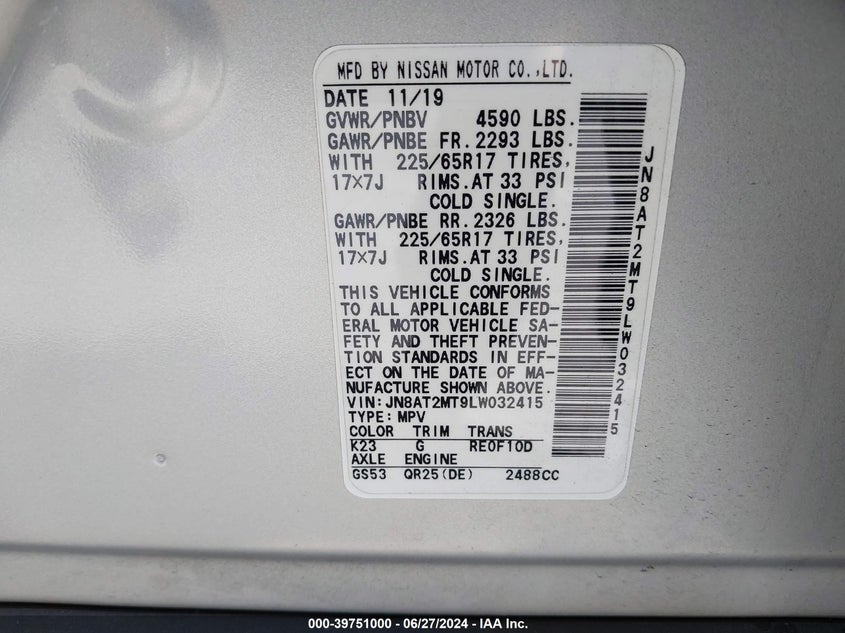 MFD BY NISSAN MOTOR CO.,LTD.
DATE 11/19
GVWR/PNBV 4590 LBS.
GAWR/PNBE FR.2293 LBS.
WITH 225/65R17 TIRES,
17×7J RIMS.AT 33 PSI
COLD SINGLE.
GAWR/PNBE RR.2326 LBS.
WITH 225/65R17 TIRES,
17×7J RIMS.AT 33 PSI
COLD SINGLE.
THIS VEHICLE CONFORMS
TO ALL APPLICABLE FED-
ERAL MOTOR VEHICLE SA-
FETY AND THEFT PREVEN-
TION STANDARDS IN EFF-
ECT ON THE DATE OF MA-
NUFACTURE SHOWN ABOVE.
VIN:JN8AT2MT9LW032415
TYPE:MPV
COLOR TRIM TRANS
K23 G RE0F10D
AXLE ENGINE
GS53 QR25(DE) 2488CC
JN8AT2MT9LW032415
000-39751000 - 06/27/2024 - IAA Inc.